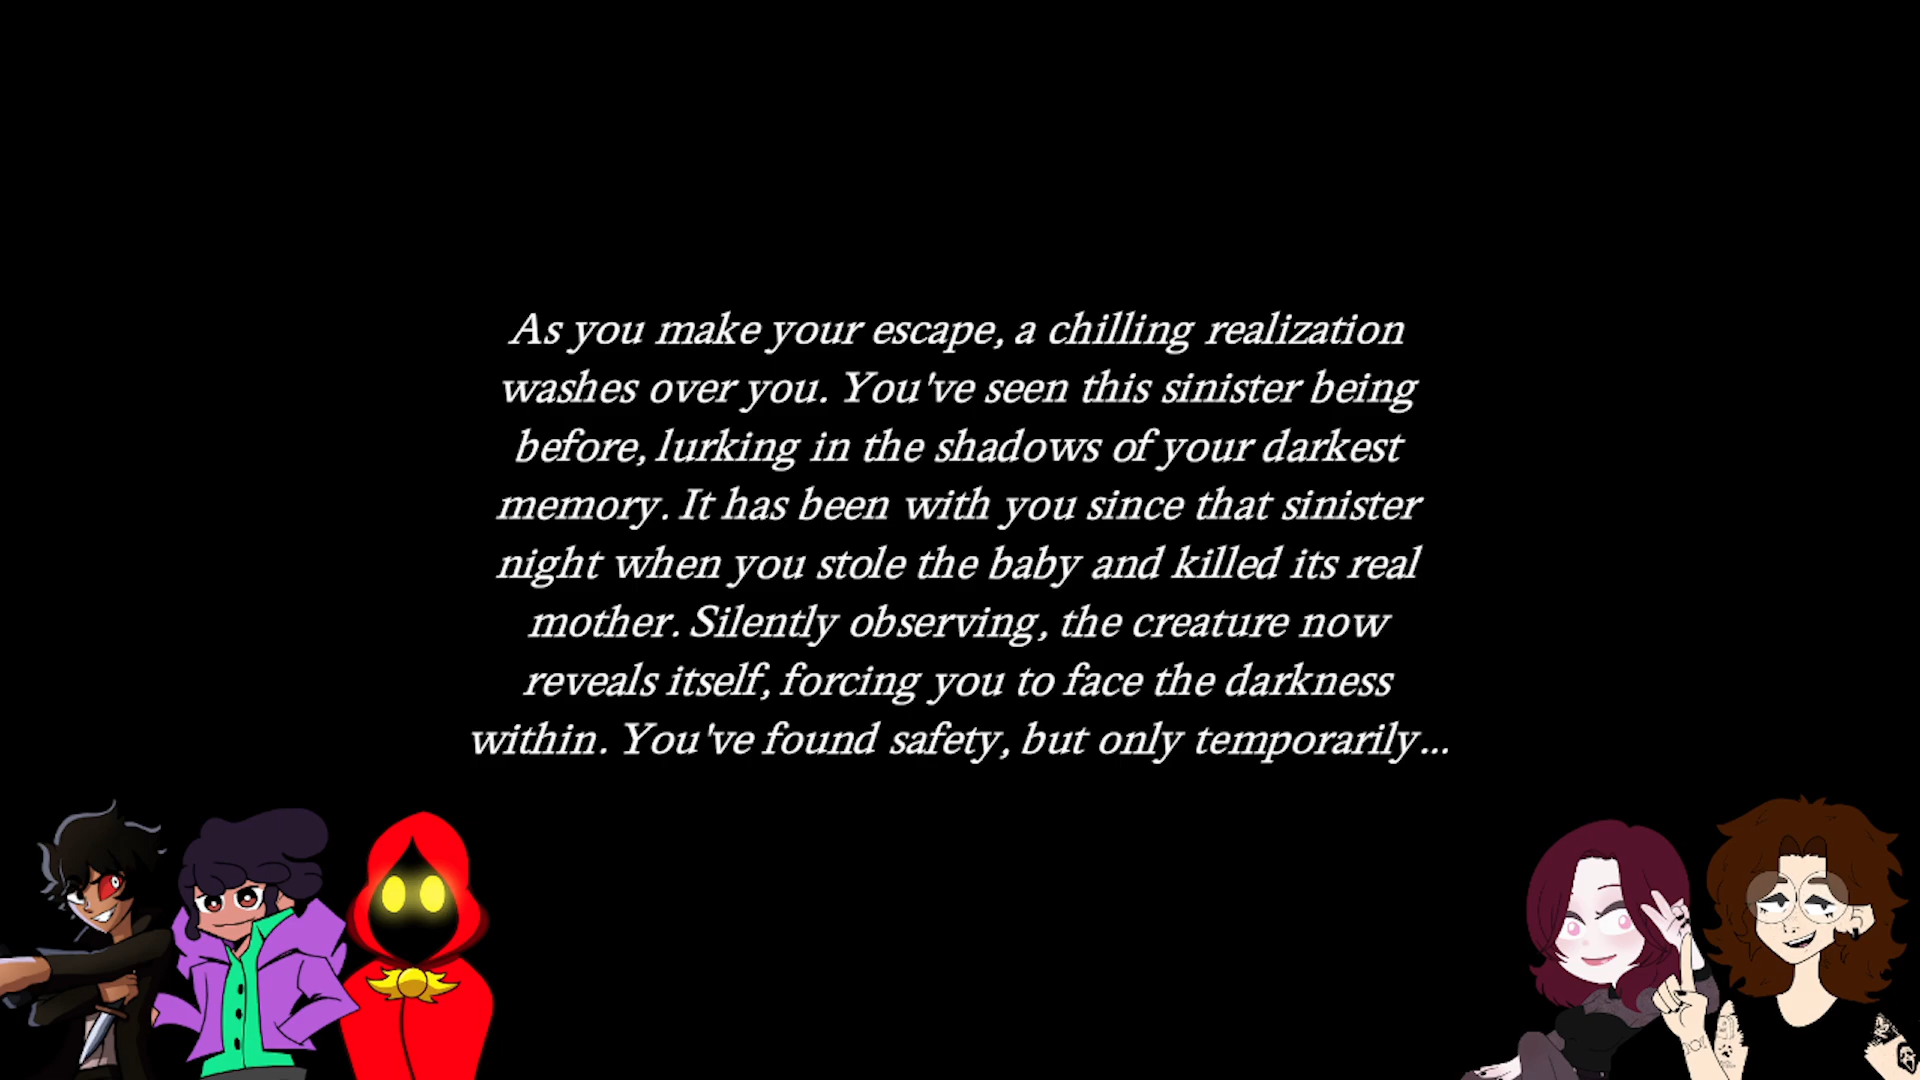 As you make your escape, a chilling realization
washes over you. You've seen this sinister being
before, lurking in the shadows of your darkest
memory. It has been with you since that sinister
night when you stole the baby and killed its real
mother. Silently observing, the creature now
reveals itself, forcing you to face the darkness
within. You've found safety, but only temporarily...